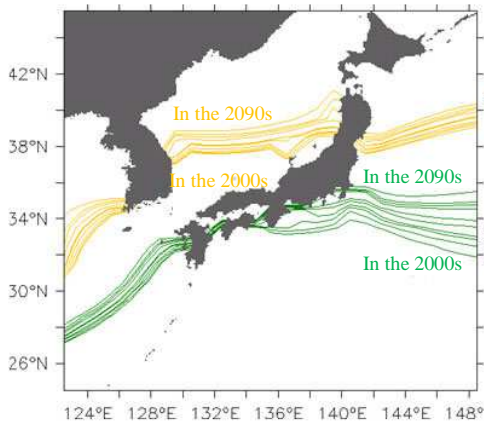 42°N
In the 2090s
38°N
In the 2000s
In the 2090s
34°N
In the 2000s
30°N
26°N
124°E 128°E 132°E 136°E 140°E 144°E 148°E